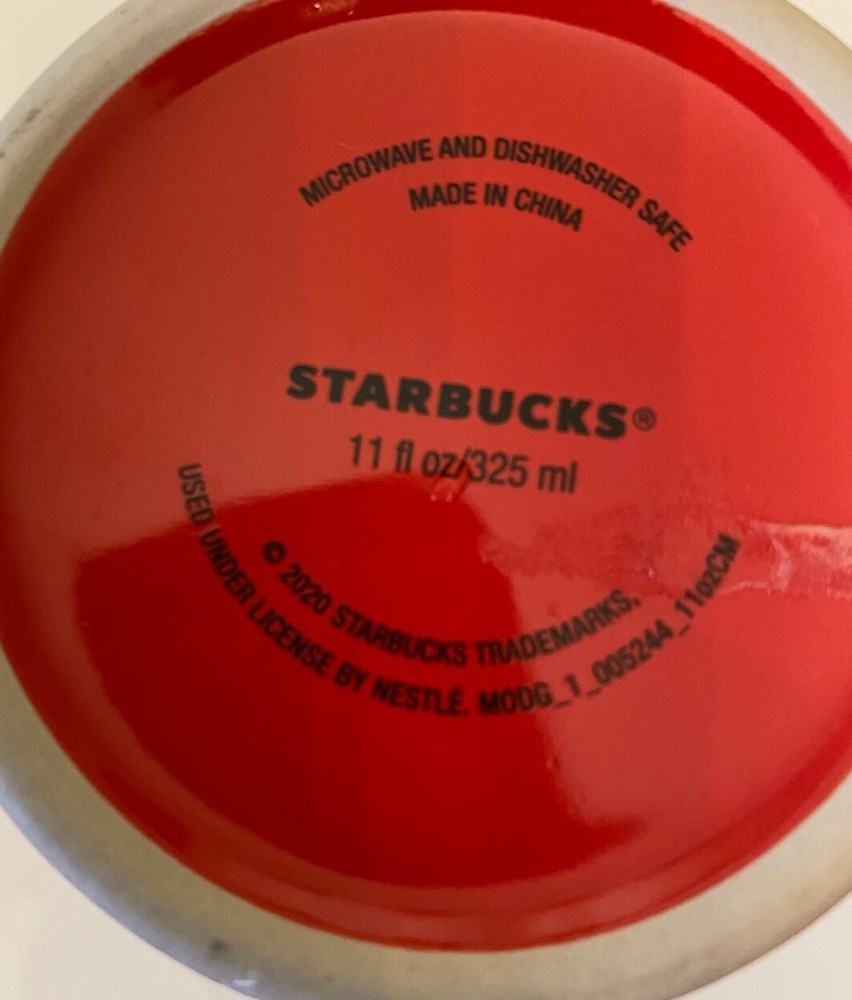 MICROWAVE AND DISHWASHER SAFE
MADE IN CHINA
STARBUCKS®
11 fl oz/325 ml
© 2020 STARBUCKS TRADEMARKS.
USED UNDER LICENSE BY NESTLÉ. MODG_1_005244_11ozCM